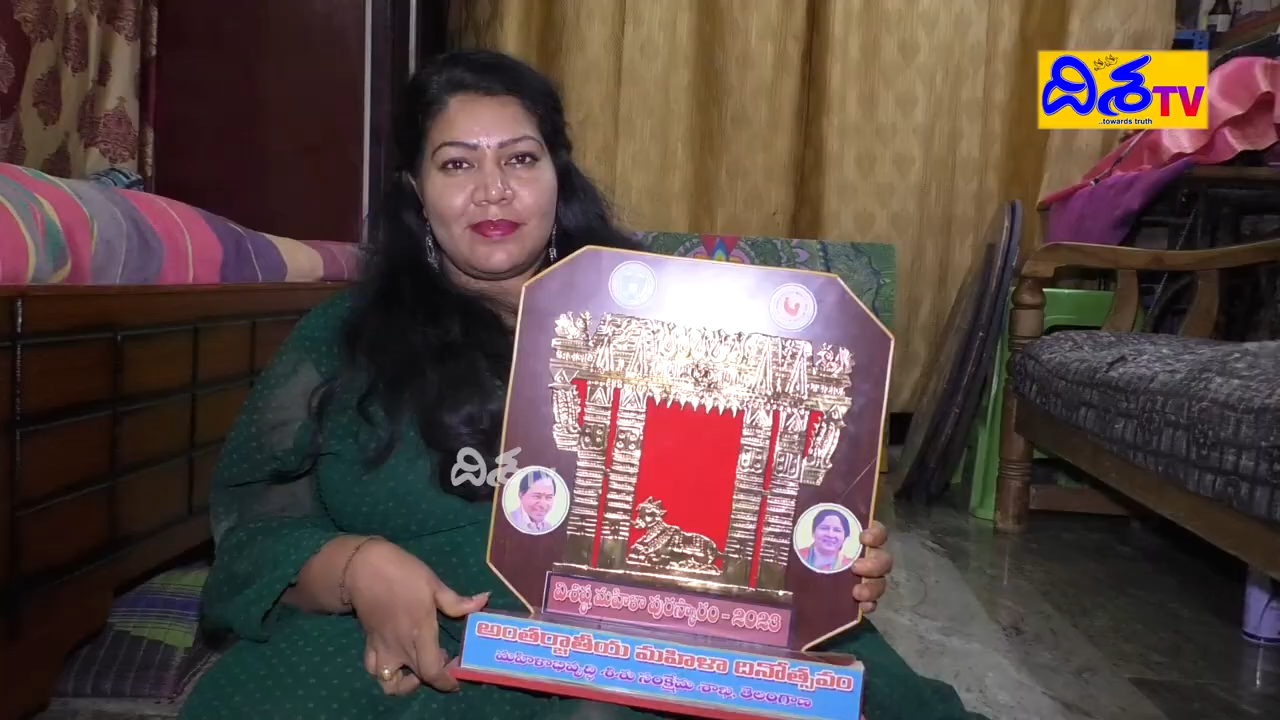 దిశ TV
..towards truth
దిశ
విశిష్ట మహిళా పురస్కారం - 2023
అంతర్జాతీయ మహిళా దినోత్సవం
మహిళాభివృద్ధి శిశు సంక్షేమ శాఖ, తెలంగాణ